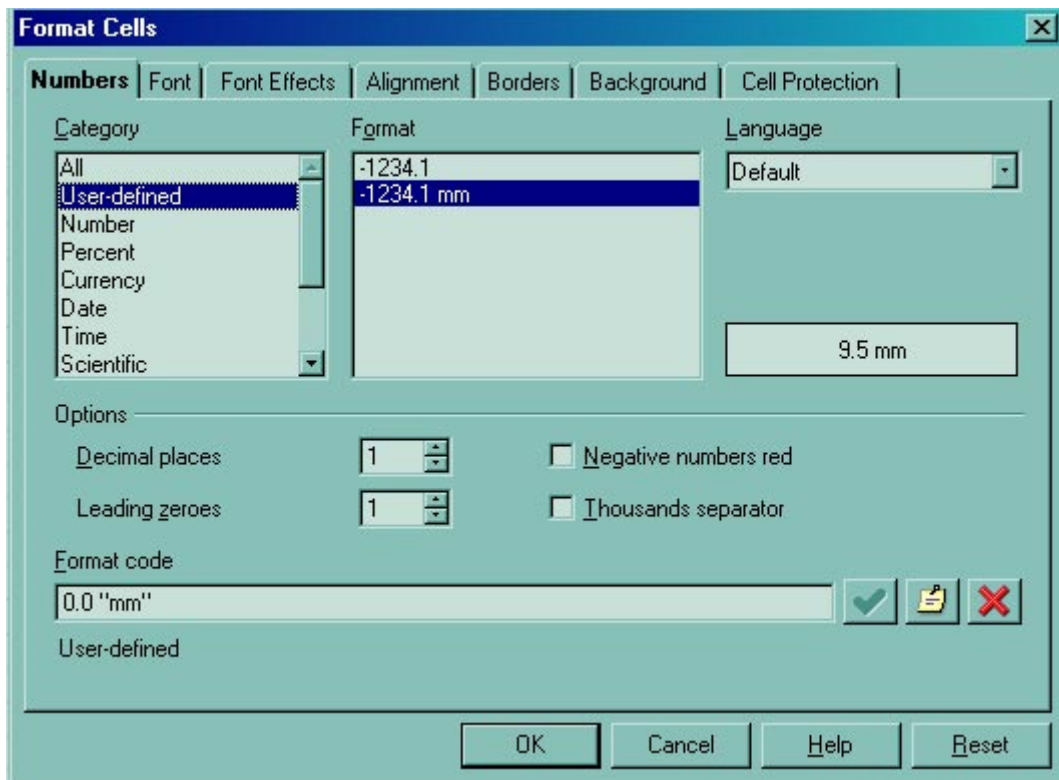 Format Cells
Numbers Font Font Effects Alignment Borders Background Cell Protection
Category
All
User-defined
Number
Percent
Currency
Date
Time
Scientific
Format
-1234.1
-1234.1 mm
Language
Default
9.5 mm
Options
Decimal places 1
Negative numbers red
Leading zeroes 1
Thousands separator
Format code
0.0 "mm"
User-defined
OK Cancel Help Reset